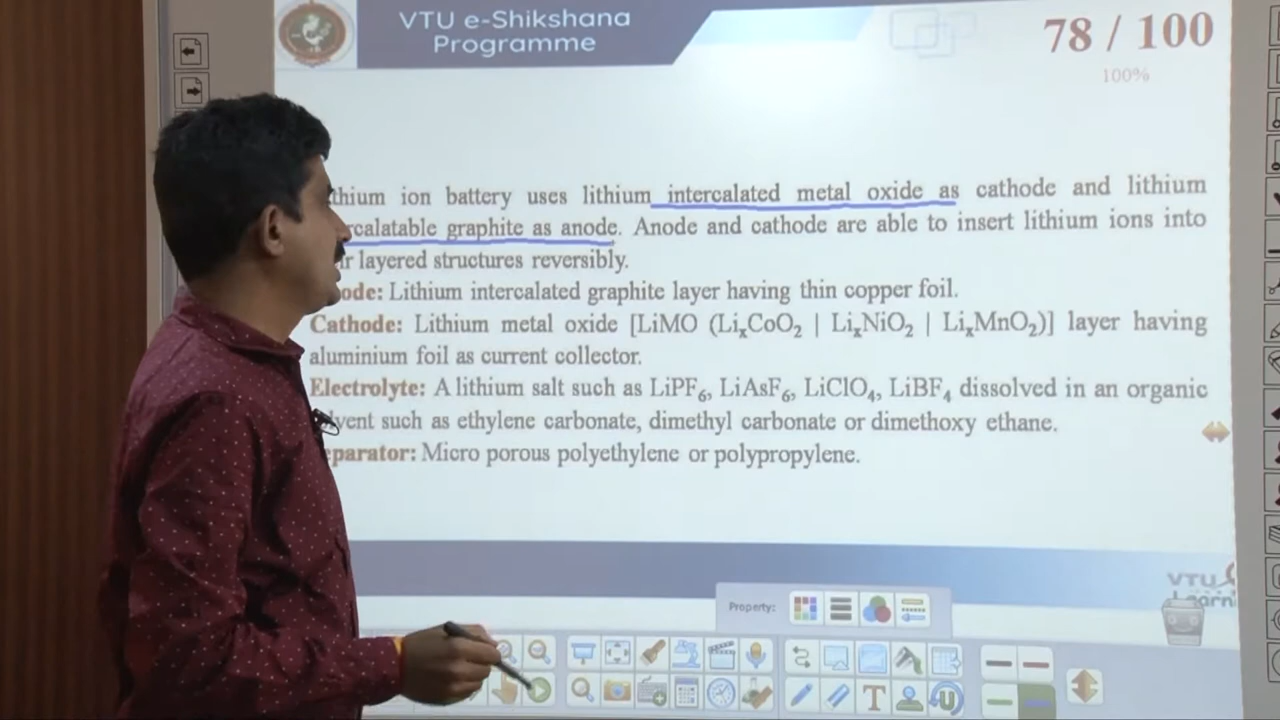 VTU e-Shikshana
Programme
78 / 100
100%
thium ion battery uses lithium intercalated metal oxide as cathode and lithium
rcalatable graphite as anode. Anode and cathode are able to insert lithium ions into
ir layered structures reversibly.
ode: Lithium intercalated graphite layer having thin copper foil.
Cathode: Lithium metal oxide [LiMO (LiₓCoO₂ | LiₓNiO₂ | LiₓMnO₂)] layer having
aluminium foil as current collector.
Electrolyte: A lithium salt such as LiPF₆, LiAsF₆, LiClO₄, LiBF₄ dissolved in an organic
vent such as ethylene carbonate, dimethyl carbonate or dimethoxy ethane.
eparator: Micro porous polyethylene or polypropylene.
VTU
Learn
Property: